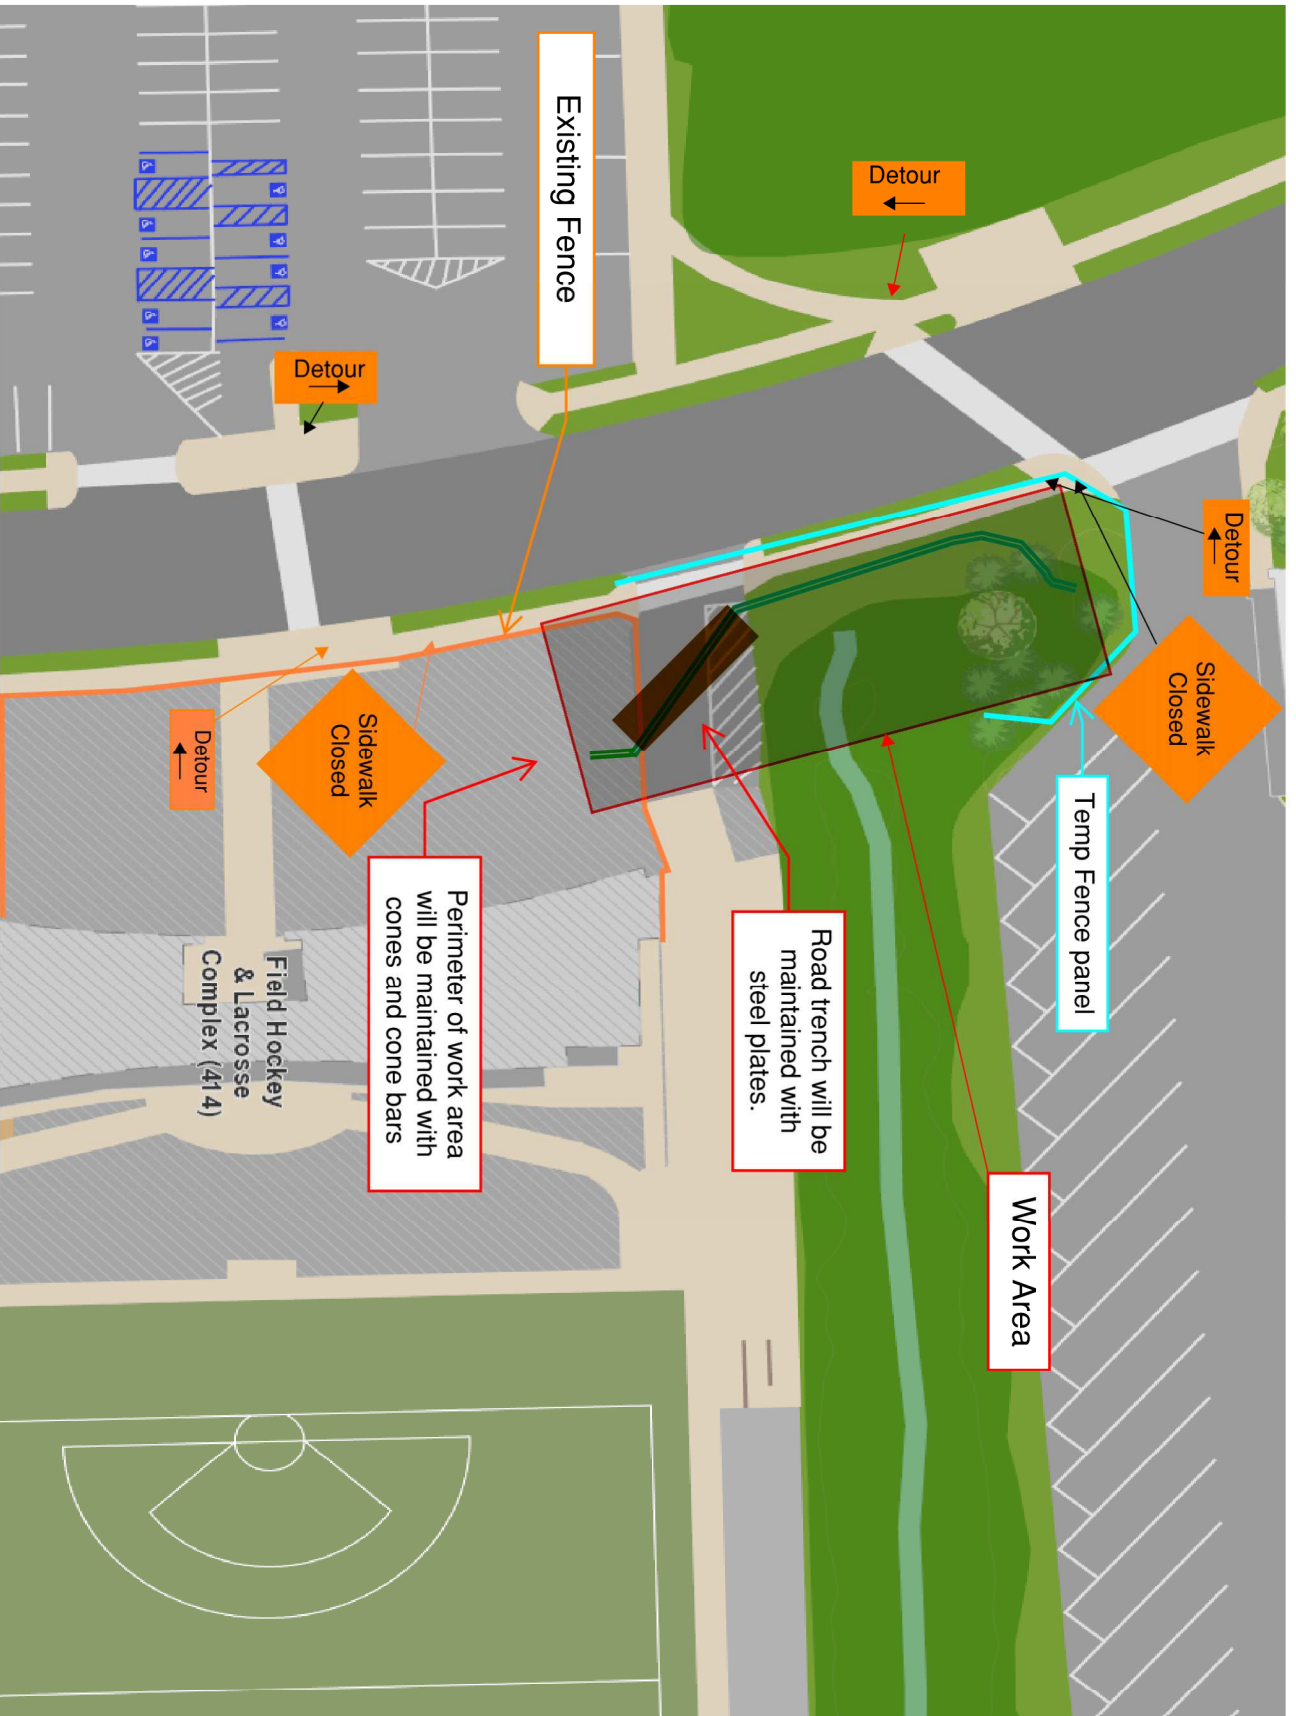 Existing Fence
Detour
Detour
Detour
Sidewalk
Closed
Temp Fence panel
Work Area
Road trench will be
maintained with
steel plates.
Sidewalk
Closed
Detour
Perimeter of work area
will be maintained with
cones and cone bars
Field Hockey
& Lacrosse
Complex (414)